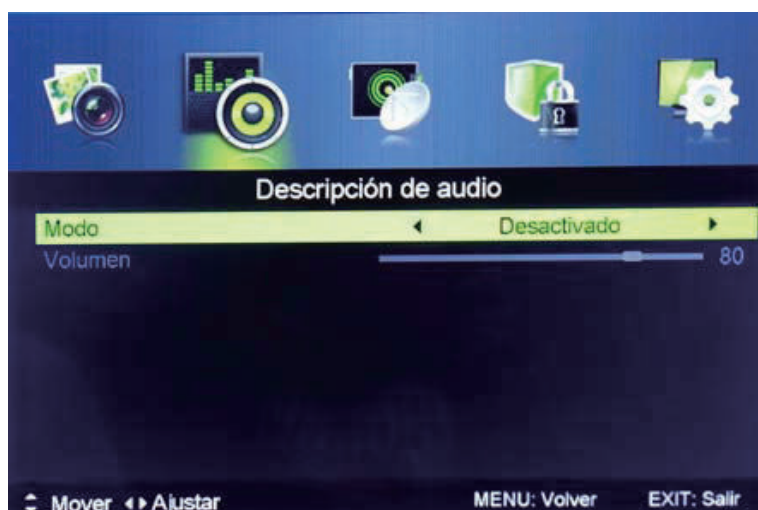 Descripción de audio
Modo Desactivado
Volumen 80
Mover Ajustar MENU: Volver EXIT: Salir